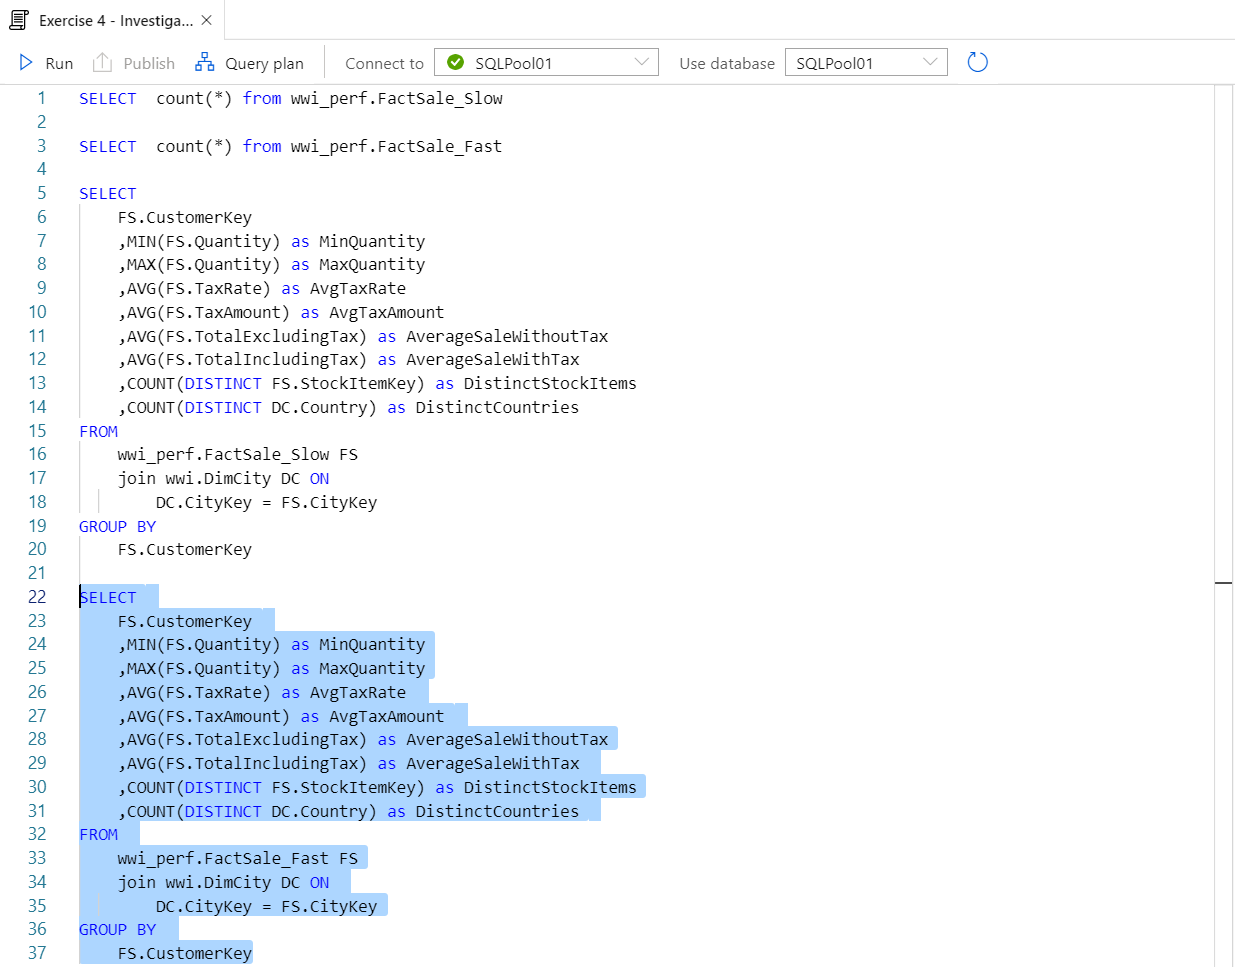 Exercise 4 - Investiga...
Run Publish Query plan Connect to SQLPool01 Use database SQLPool01
1 SELECT  count(*) from wwi_perf.FactSale_Slow
2
3 SELECT  count(*) from wwi_perf.FactSale_Fast
4
5 SELECT
6     FS.CustomerKey
7     ,MIN(FS.Quantity) as MinQuantity
8     ,MAX(FS.Quantity) as MaxQuantity
9     ,AVG(FS.TaxRate) as AvgTaxRate
10     ,AVG(FS.TaxAmount) as AvgTaxAmount
11     ,AVG(FS.TotalExcludingTax) as AverageSaleWithoutTax
12     ,AVG(FS.TotalIncludingTax) as AverageSaleWithTax
13     ,COUNT(DISTINCT FS.StockItemKey) as DistinctStockItems
14     ,COUNT(DISTINCT DC.Country) as DistinctCountries
15 FROM
16     wwi_perf.FactSale_Slow FS
17     join wwi.DimCity DC ON
18         DC.CityKey = FS.CityKey
19 GROUP BY
20     FS.CustomerKey
21
22 SELECT
23     FS.CustomerKey
24     ,MIN(FS.Quantity) as MinQuantity
25     ,MAX(FS.Quantity) as MaxQuantity
26     ,AVG(FS.TaxRate) as AvgTaxRate
27     ,AVG(FS.TaxAmount) as AvgTaxAmount
28     ,AVG(FS.TotalExcludingTax) as AverageSaleWithoutTax
29     ,AVG(FS.TotalIncludingTax) as AverageSaleWithTax
30     ,COUNT(DISTINCT FS.StockItemKey) as DistinctStockItems
31     ,COUNT(DISTINCT DC.Country) as DistinctCountries
32 FROM
33     wwi_perf.FactSale_Fast FS
34     join wwi.DimCity DC ON
35         DC.CityKey = FS.CityKey
36 GROUP BY
37     FS.CustomerKey